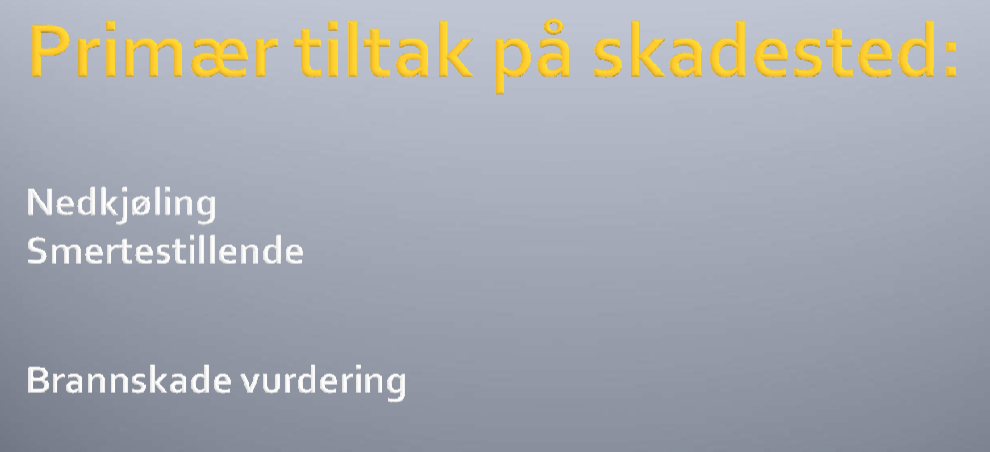 Primær tiltak på skadested:
Nedkjøling
Smertestillende
Brannskade vurdering